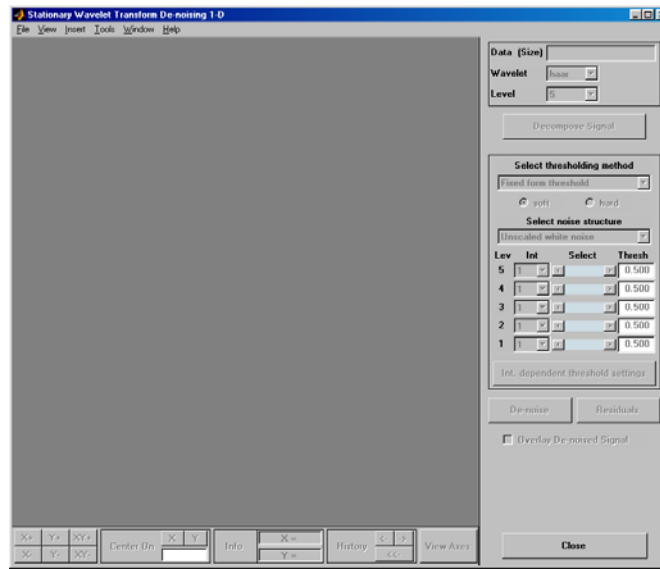 Stationary Wavelet Transform De-noising 1-D
File View Insert Tools Window Help
Data (Size)
Wavelet haar
Level 5
Decompose Signal
Select thresholding method
Fixed form threshold
soft hard
Select noise structure
Unscaled white noise
Lev Int Select Thresh
5 1 0.500
4 1 0.500
3 1 0.500
2 1 0.500
1 1 0.500
Int. dependent threshold settings
De-noise Residuals
Overlay De-noised Signal
X+ Y+ XY+
X- Y- XY-
Center On X Y
Info X =
Y =
History <- ->
<<-
View Axes
Close